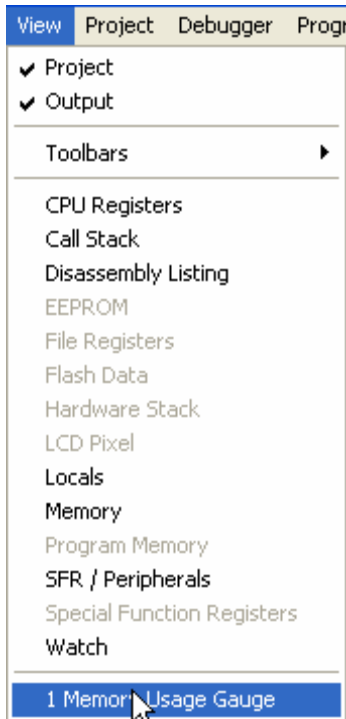 View Project Debugger Progr
Project
Output
Toolbars
CPU Registers
Call Stack
Disassembly Listing
EEPROM
File Registers
Flash Data
Hardware Stack
LCD Pixel
Locals
Memory
Program Memory
SFR / Peripherals
Special Function Registers
Watch
1 Memory Usage Gauge